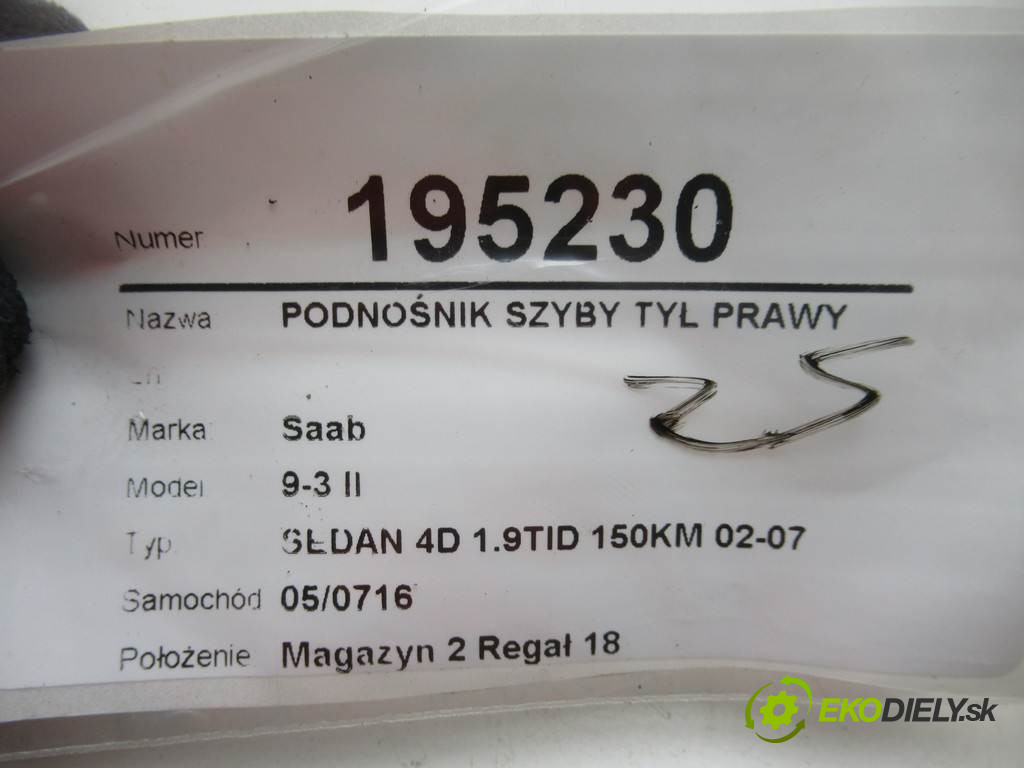 Numer 195230
Nazwa PODNOŚNIK SZYBY TYŁ PRAWY
25
Marka Saab
Model 9-3 II
Typ SEDAN 4D 1.9TID 150KM 02-07
Samochód 05/0716
Położenie Magazyn 2 Regał 18
EKODIELY.sk